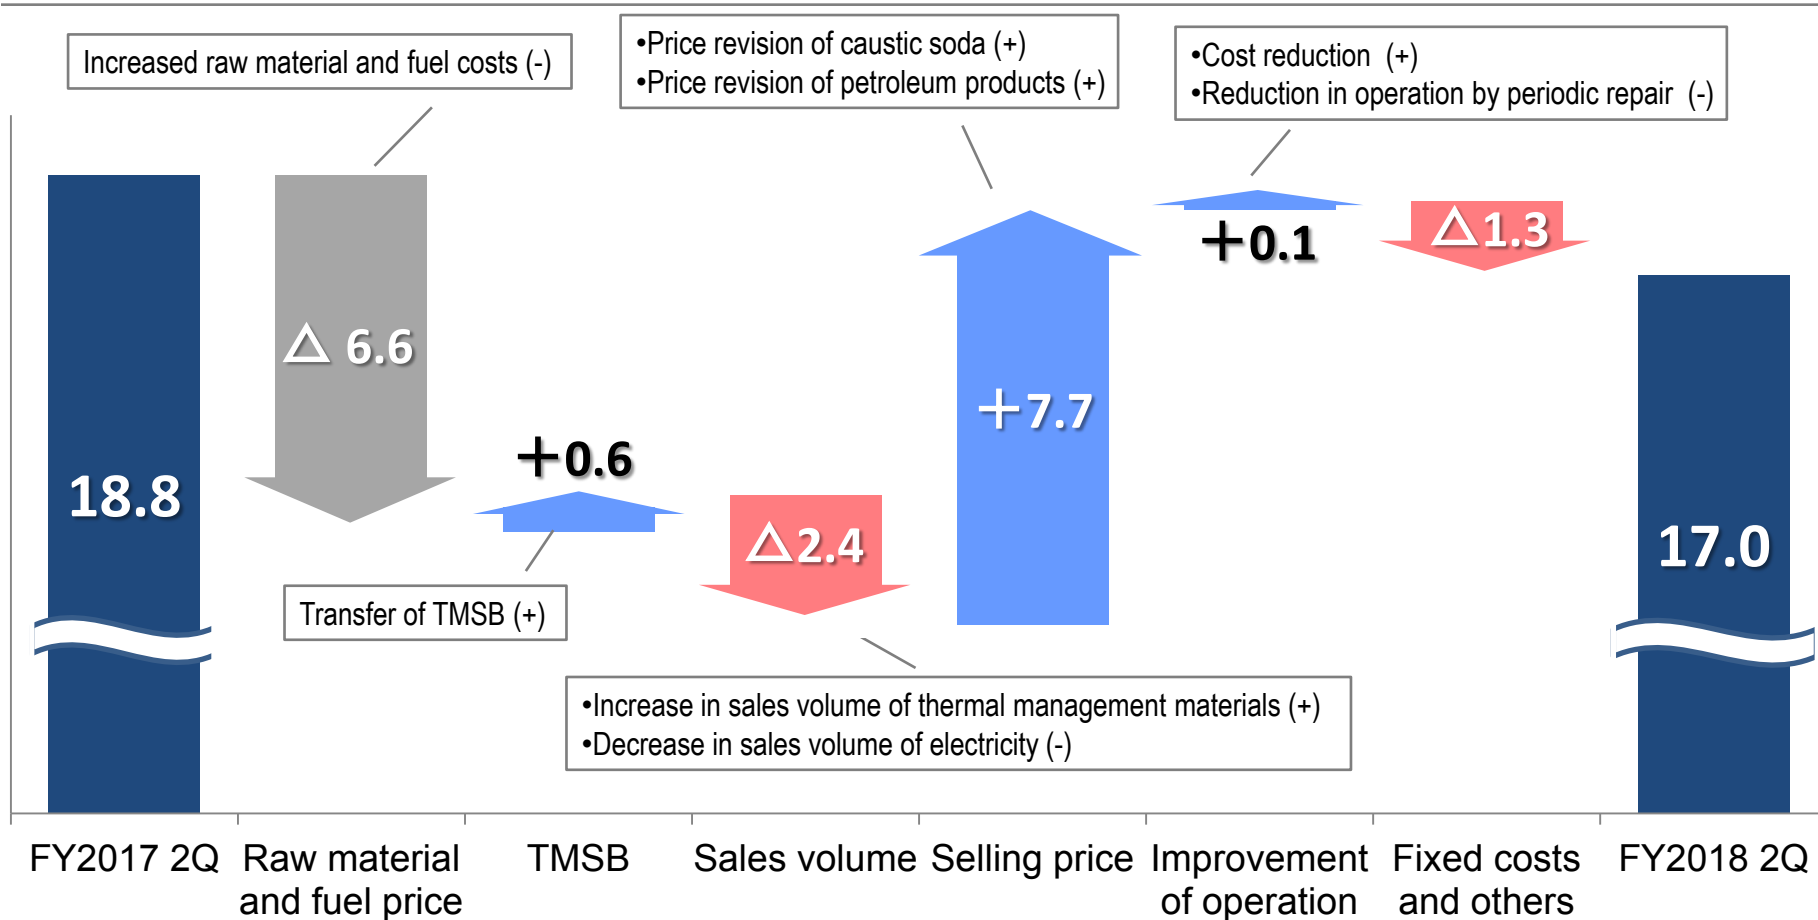 Increased raw material and fuel costs (-)
•Price revision of caustic soda (+)
•Price revision of petroleum products (+)
•Cost reduction (+)
•Reduction in operation by periodic repair (-)
18.8
△ 6.6
+0.6
Transfer of TMSB (+)
△2.4
•Increase in sales volume of thermal management materials (+)
•Decrease in sales volume of electricity (-)
+7.7
+0.1
△1.3
17.0
FY2017 2Q
Raw material
and fuel price
TMSB
Sales volume
Selling price
Improvement
of operation
Fixed costs
and others
FY2018 2Q